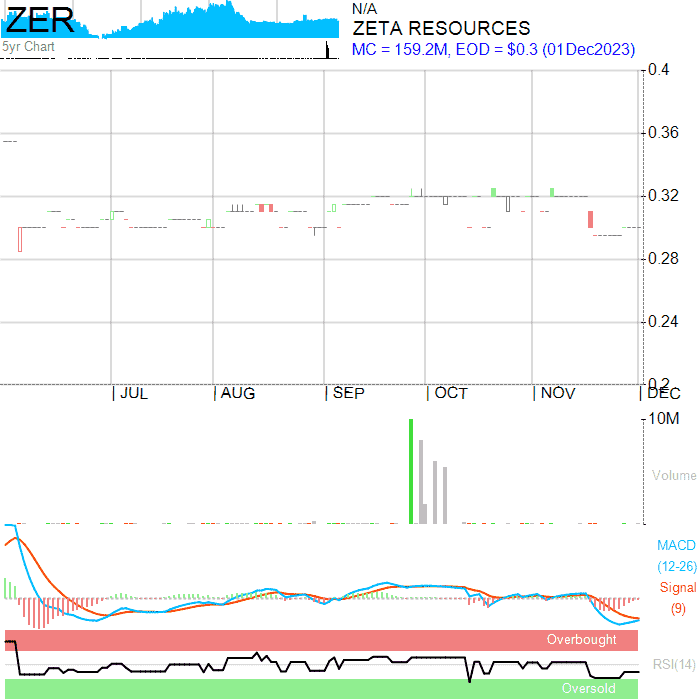 ZER
5yr Chart
N/A
ZETA RESOURCES
MC = 159.2M, EOD = $0.3 (01Dec2023)
0.4
0.36
0.32
0.28
0.24
0.2
| JUL | AUG | SEP | OCT | NOV | DEC
10M
Volume
MACD
(12-26)
Signal
(9)
Overbought
RSI(14)
Oversold